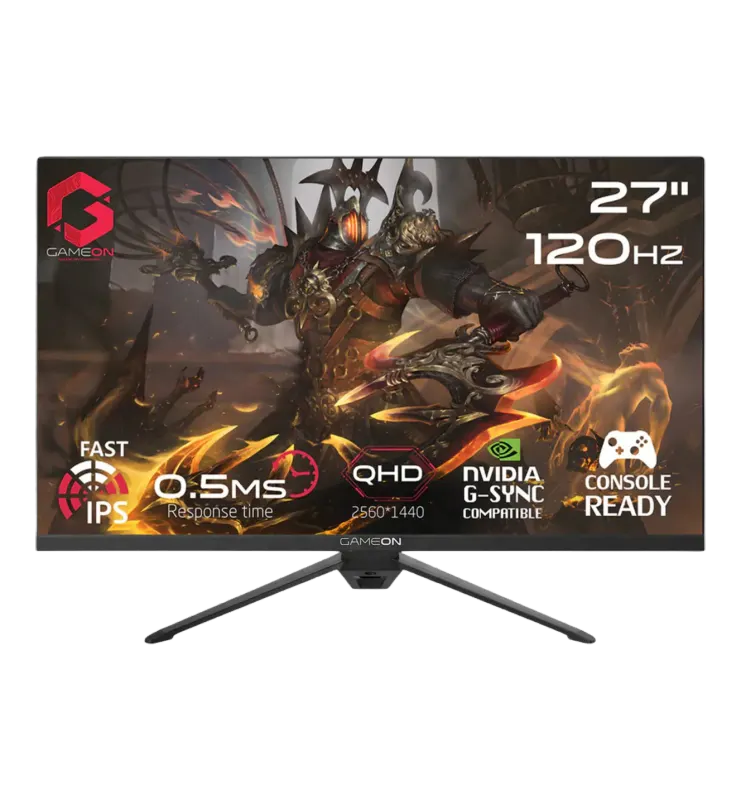 GAMEON
27"
120HZ
FAST
IPS
0.5MS
Response time
QHD
2560*1440
NVIDIA
G-SYNC
COMPATIBLE
CONSOLE
READY
GAMEON